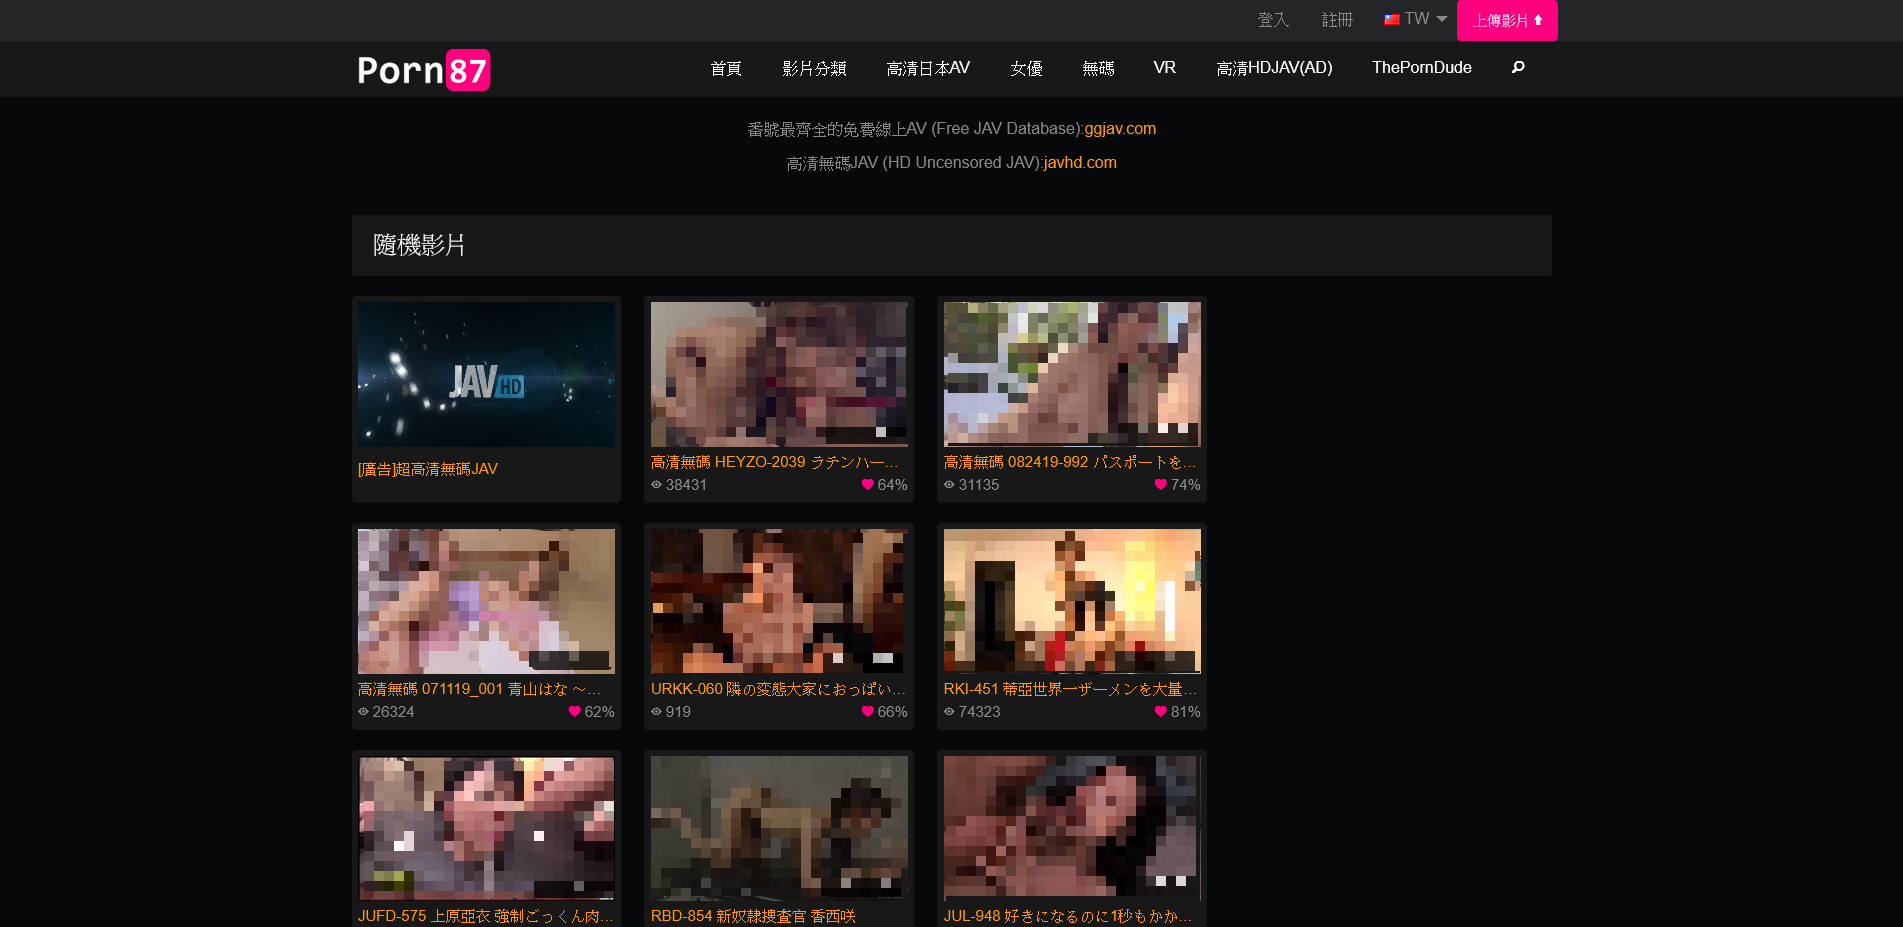 登入 註冊 TW 上傳影片
Porn87 首頁 影片分類 高清日本AV 女優 無碼 VR 高清HDJAV(AD) ThePornDude
番號最齊全的免費線上AV (Free JAV Database):ggjav.com
高清無碼JAV (HD Uncensored JAV):javhd.com
隨機影片
JAV HD
[廣告]超高清無碼JAV
高清無碼 HEYZO-2039 ラテンハー...
38431 64%
高清無碼 082419-992 パスポートを...
31135 74%
高清無碼 071119_001 青山はな ～...
26324 62%
URKK-060 隣の変態大家におっぱい...
919 66%
RKI-451 蒂亞世界一ザーメンを大量...
74323 81%
JUFD-575 上原亞衣 強制ごっくん肉...
RBD-854 新奴隷捜査官 香西咲
JUL-948 好きになるのに1秒もかか...